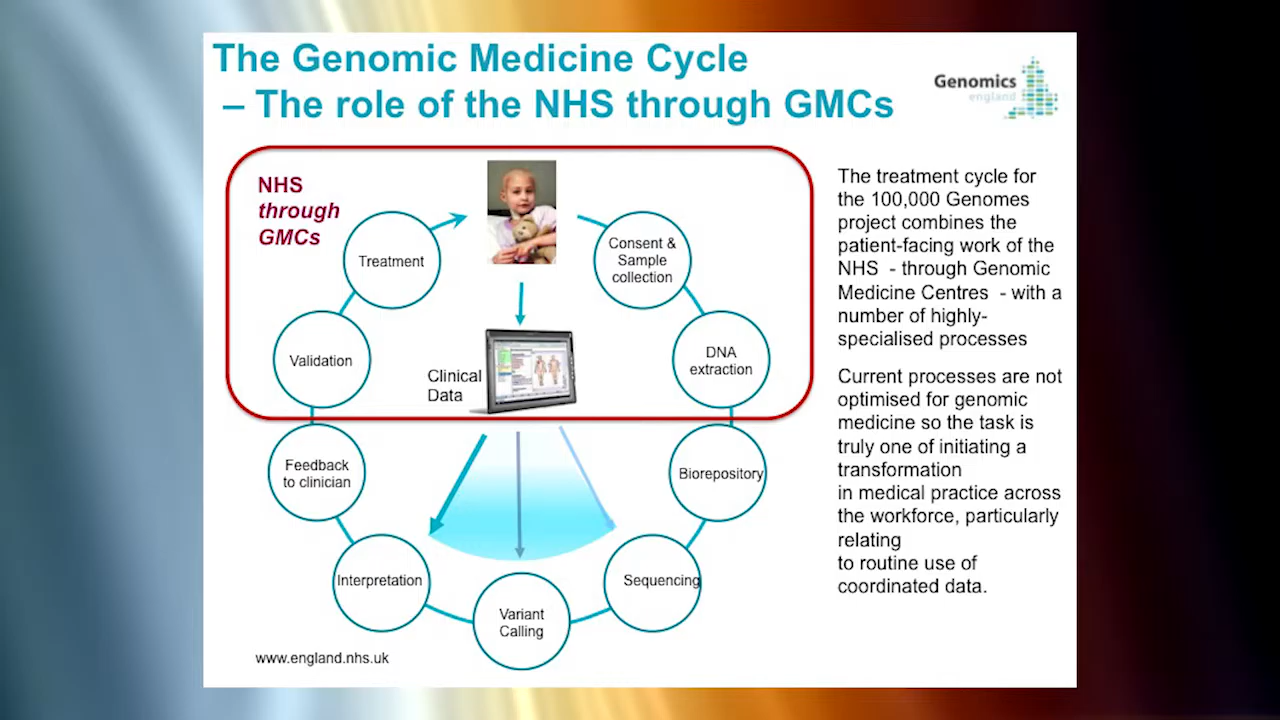 The Genomic Medicine Cycle
– The role of the NHS through GMCs
Genomics
england
NHS
through
GMCs
Treatment
Consent &
Sample
collection
Validation
Clinical
Data
DNA
extraction
Feedback
to clinician
Biorepository
Interpretation
Sequencing
Variant
Calling
www.england.nhs.uk
The treatment cycle for
the 100,000 Genomes
project combines the
patient-facing work of the
NHS - through Genomic
Medicine Centres - with a
number of highly-
specialised processes
Current processes are not
optimised for genomic
medicine so the task is
truly one of initiating a
transformation
in medical practice across
the workforce, particularly
relating
to routine use of
coordinated data.